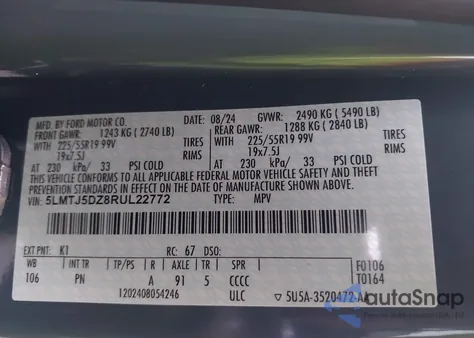 MFD. BY FORD MOTOR CO.
08/24 GVWR: 2490 KG ( 5490 LB)
FRONT GAWR: 1243 KG ( 2740 LB) REAR GAWR: 1288 KG ( 2840 LB)
WITH 225/55R19 99V TIRES WITH 225/55R19 99V TIRES
19x7.5J RIMS 19x7.5J RIMS
AT 230 kPa/ 33 PSI COLD AT 230 kPa/ 33 PSI COLD
THIS VEHICLE CONFORMS TO ALL APPLICABLE FEDERAL MOTOR VEHICLE SAFETY AND THEFT PREVENTION STANDARDS IN EFFECT ON THE DATE OF MANUFACTURE SHOWN ABOVE.
VIN: 5LMTJ5DZ8RUL22772 TYPE: MPV
EXT PNT: K1 RC: 67 DSO: F0106
WB TP/PS R AXLE TR SPR T0164
106 PN A 91 5 CCCC
1202408054246 ULC ▽ 5U5A-3520472-AA
autoSnap